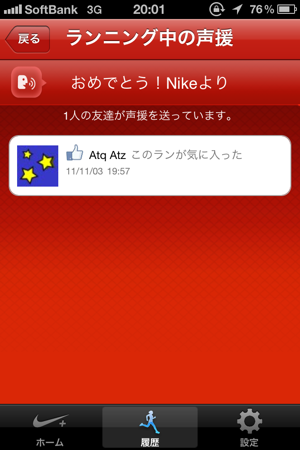 SoftBank 3G 20:01 76%
戻る ランニング中の声援
おめでとう！Nikeより
1人の友達が声援を送っています。
Atq Atz このランが気に入った
11/11/03 19:57
ホーム 履歴 設定